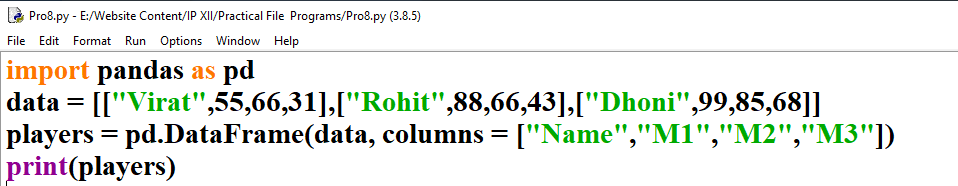 Pro8.py - E:/Website Content/IP XII/Practical File  Programs/Pro8.py (3.8.5)
File Edit Format Run Options Window Help
import pandas as pd
data = [["Virat",55,66,31],["Rohit",88,66,43],["Dhoni",99,85,68]]
players = pd.DataFrame(data, columns = ["Name","M1","M2","M3"])
print(players)